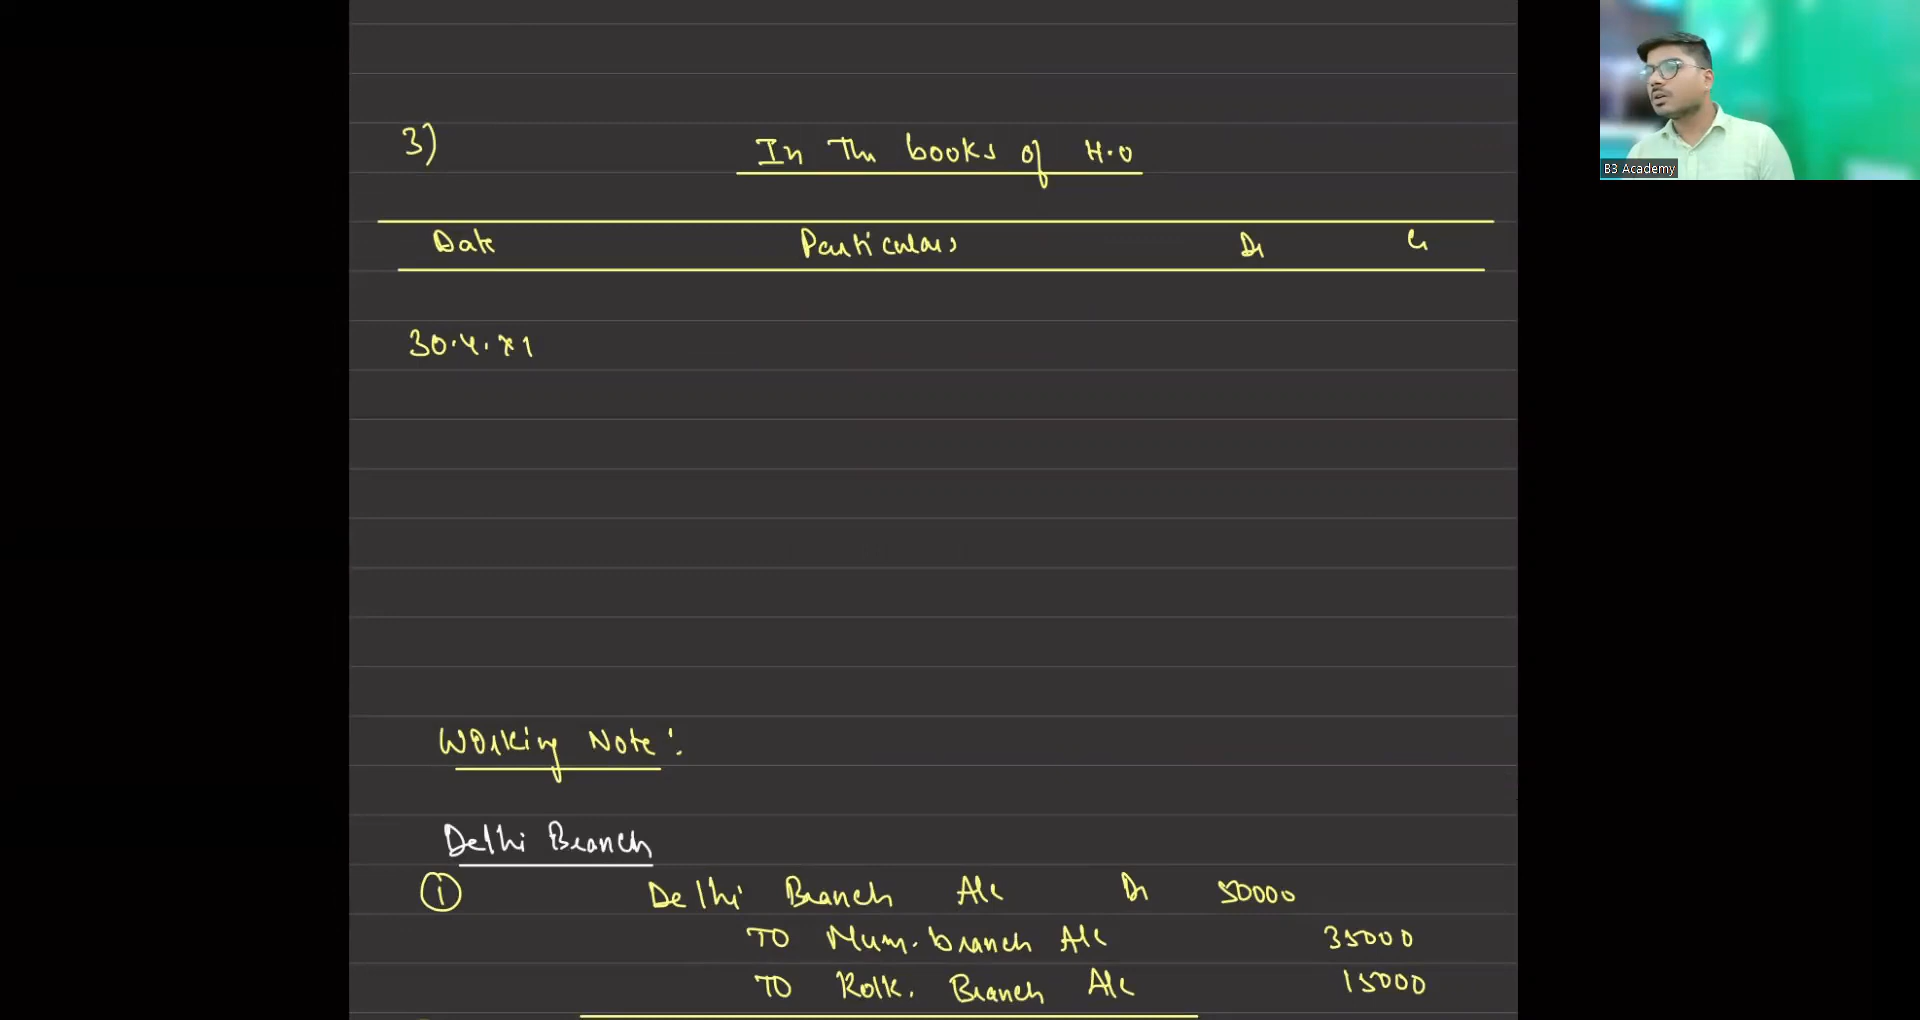 3) In The books of H.O
B3 Academy
Date Particulars Dr Cr
30.4.x1
Working Note:
Delhi Branch
(i) Delhi Branch A/c Dr 50000
TO Mum. branch A/c 35000
TO Kolk. Branch A/c 15000